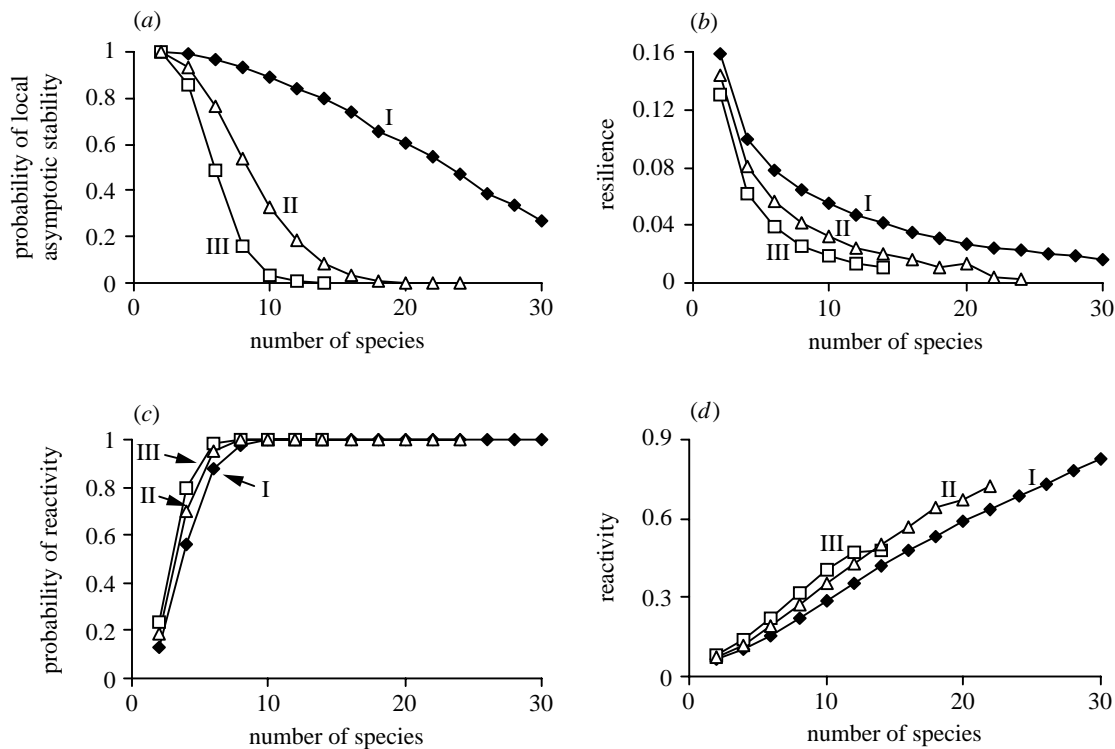 (a)
1
0.8
0.6
0.4
0.2
0
probability of local
asymptotic stability
I
II
III
0 10 20 30
number of species
(b)
0.16
0.12
0.08
0.04
0
resilience
I
II
III
0 10 20 30
number of species
(c)
1
0.8
0.6
0.4
0.2
0
probability of reactivity
III
II
I
0 10 20 30
number of species
(d)
0.9
0.6
0.3
0
reactivity
II
I
III
0 10 20 30
number of species